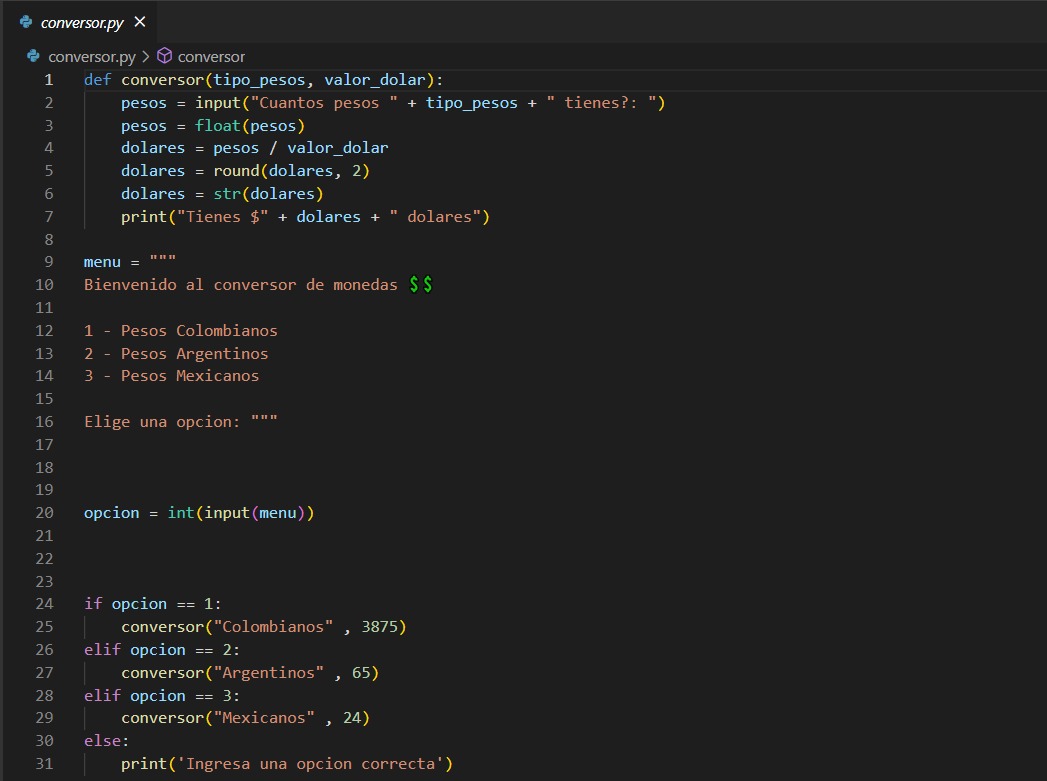 conversor.py ×
conversor.py > conversor
1 def conversor(tipo_pesos, valor_dolar):
2     pesos = input("Cuantos pesos " + tipo_pesos + " tienes?: ")
3     pesos = float(pesos)
4     dolares = pesos / valor_dolar
5     dolares = round(dolares, 2)
6     dolares = str(dolares)
7     print("Tienes $" + dolares + " dolares")
8
9 menu = """
10 Bienvenido al conversor de monedas 💲💲
11
12 1 - Pesos Colombianos
13 2 - Pesos Argentinos
14 3 - Pesos Mexicanos
15
16 Elige una opcion: """
17
18
19
20 opcion = int(input(menu))
21
22
23
24 if opcion == 1:
25     conversor("Colombianos" , 3875)
26 elif opcion == 2:
27     conversor("Argentinos" , 65)
28 elif opcion == 3:
29     conversor("Mexicanos" , 24)
30 else:
31     print('Ingresa una opcion correcta')